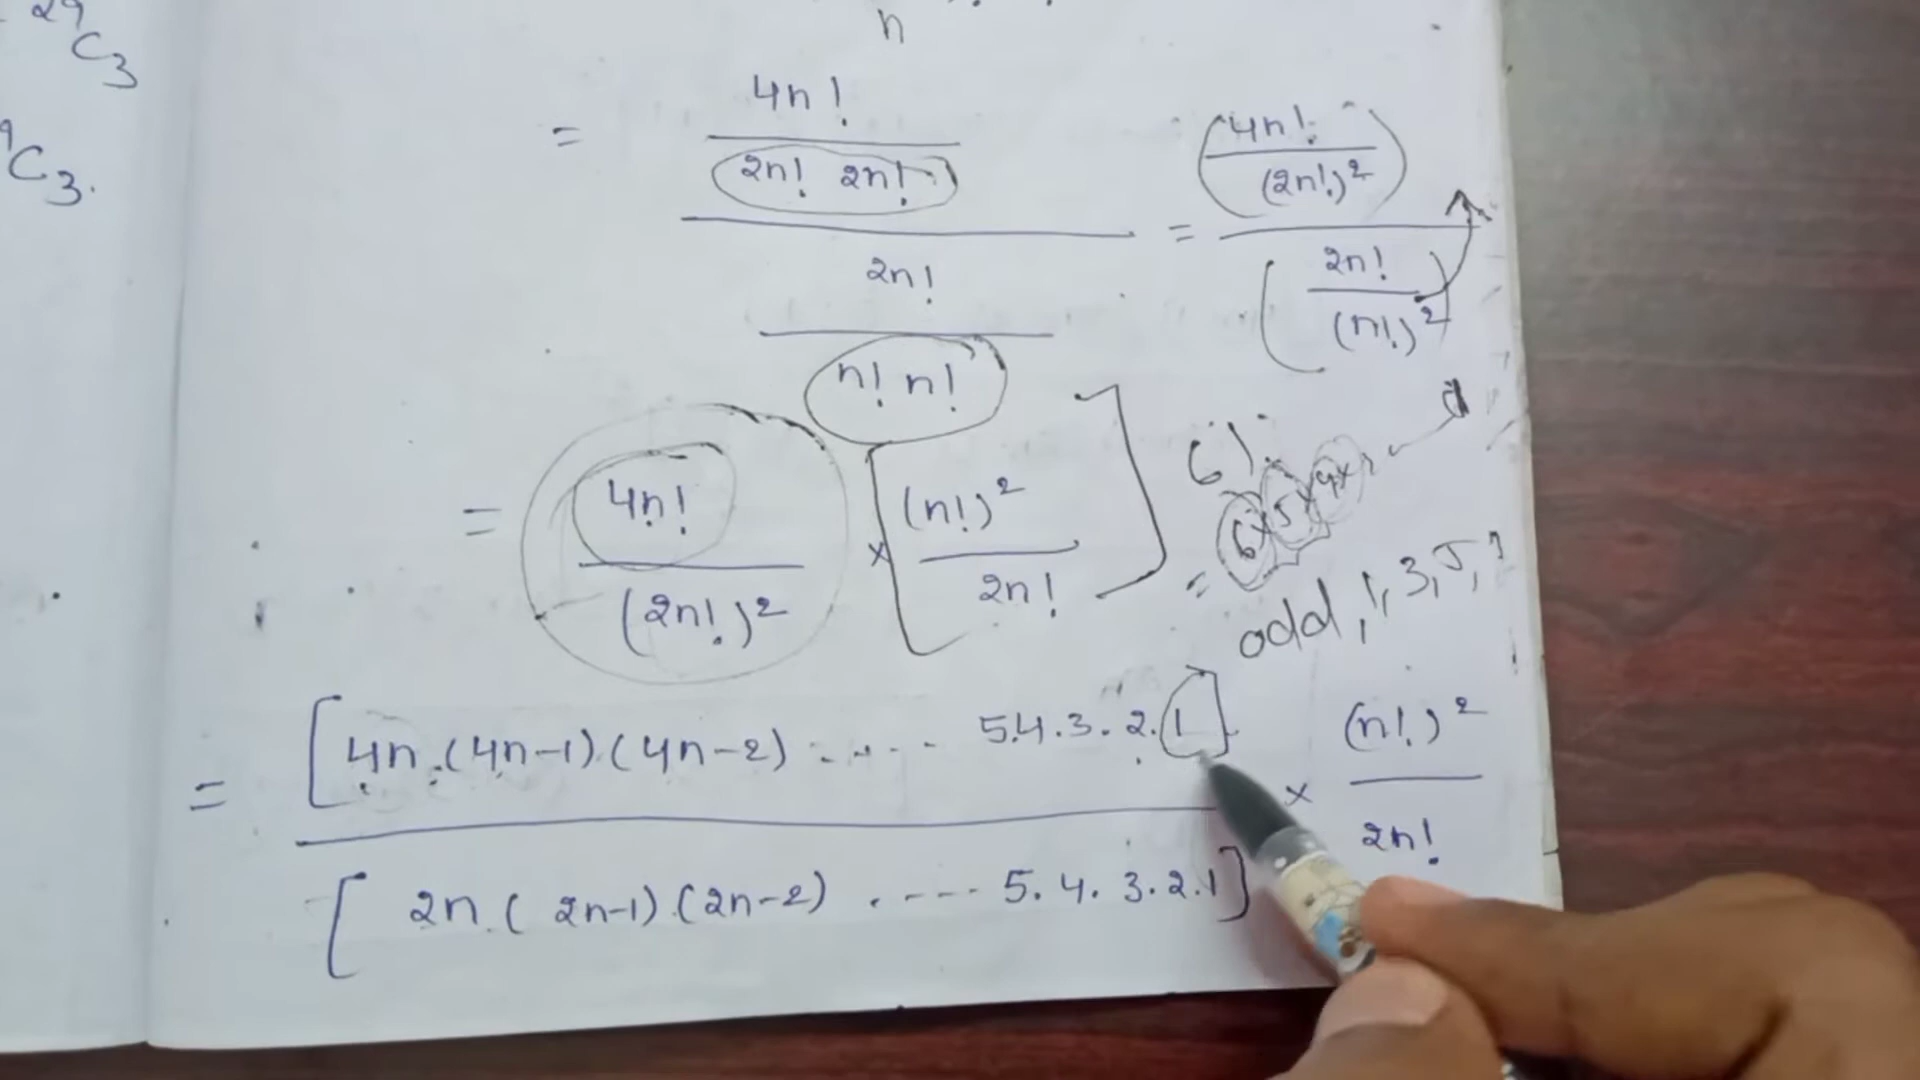 29C3
9C3.
n
= 4n! / 2n! 2n! / 2n! / n! n! = (4n! / (2n!)²) / (2n! / (n!)²)
= 4n! / (2n!)² × [(n!)² / 2n!]
6!
= 6×5×4×
odd, 1, 3, 5,
= [4n.(4n-1)(4n-2) ..... 5.4.3.2.1 / [2n(2n-1).(2n-2) ..... 5.4.3.2.1] × (n!)² / 2n!